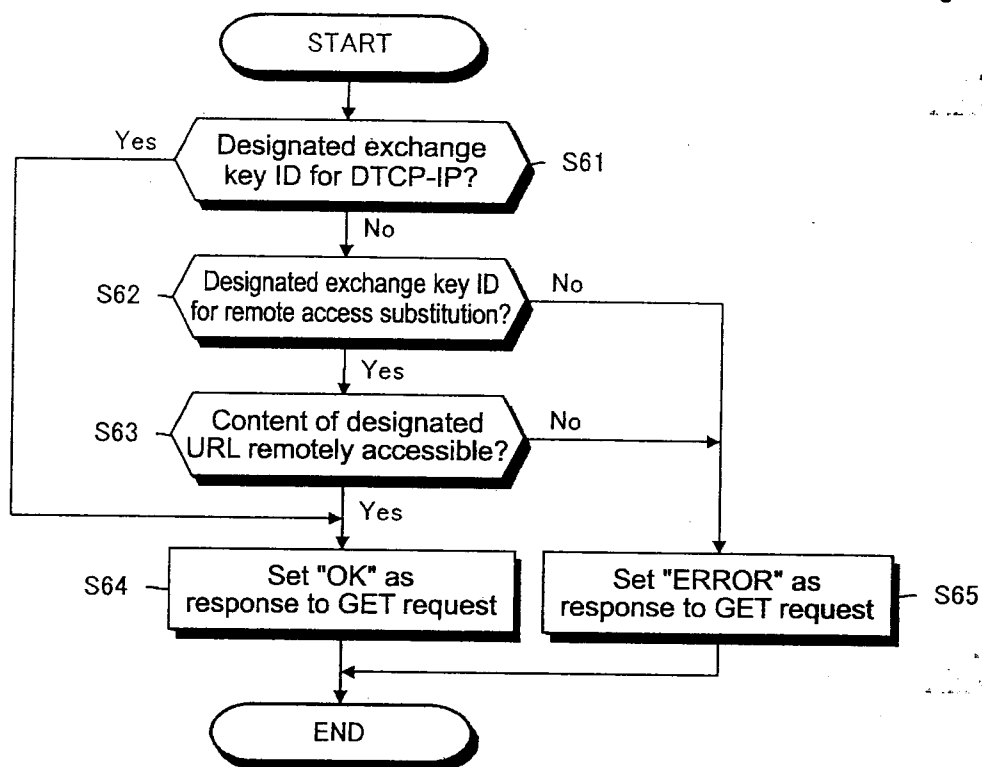 START
Yes
Designated exchange
key ID for DTCP-IP?
S61
No
S62
Designated exchange key ID
for remote access substitution?
No
Yes
S63
Content of designated
URL remotely accessible?
No
Yes
S64
Set "OK" as
response to GET request
Set "ERROR" as
response to GET request
S65
END